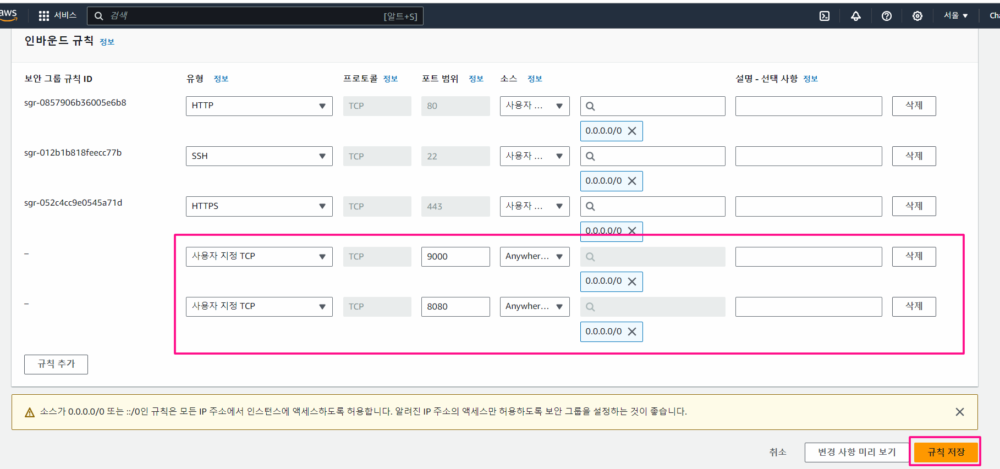 aws 서비스 검색 [알트+S] 서울 Cha
인바운드 규칙 정보
보안 그룹 규칙 ID 유형 정보 프로토콜 정보 포트 범위 정보 소스 정보 설명 - 선택 사항 정보
sgr-0857906b36005e6b8 HTTP TCP 80 사용자 ... 삭제
0.0.0.0/0
sgr-012b1b818feecc77b SSH TCP 22 사용자 ... 삭제
0.0.0.0/0
sgr-052c4cc9e0545a71d HTTPS TCP 443 사용자 ... 삭제
0.0.0.0/0
– 사용자 지정 TCP TCP 9000 Anywher... 삭제
0.0.0.0/0
– 사용자 지정 TCP TCP 8080 Anywher... 삭제
0.0.0.0/0
규칙 추가
소스가 0.0.0.0/0 또는 ::/0인 규칙은 모든 IP 주소에서 인스턴스에 액세스하도록 허용합니다. 알려진 IP 주소의 액세스만 허용하도록 보안 그룹을 설정하는 것이 좋습니다.
취소 변경 사항 미리 보기 규칙 저장